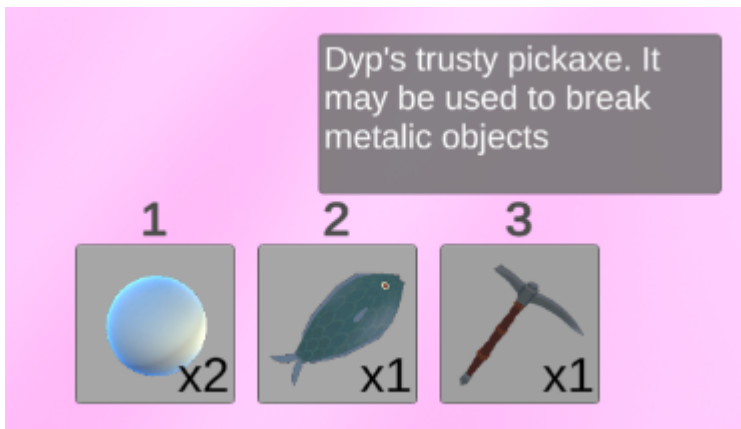 Dyp's trusty pickaxe. It
may be used to break
metalic objects
1 2 3
x2 x1 x1